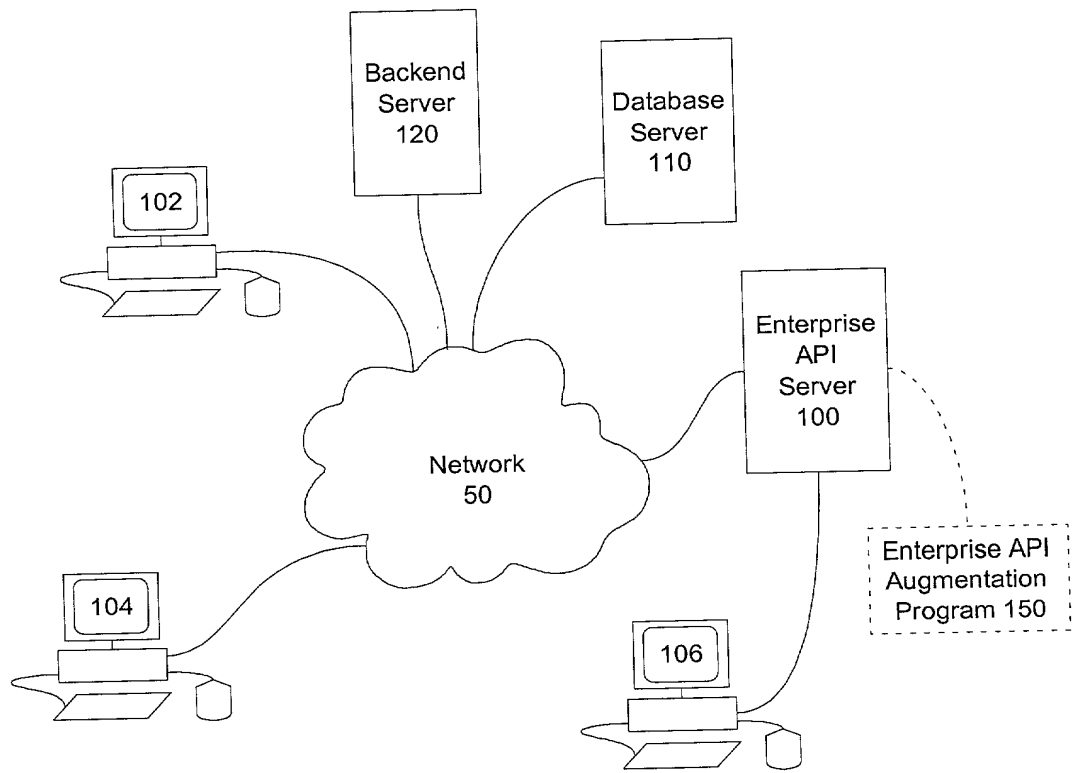 Backend
Server
120
Database
Server
110
102
Enterprise
API
Server
100
Network
50
Enterprise API
Augmentation
Program 150
104
106